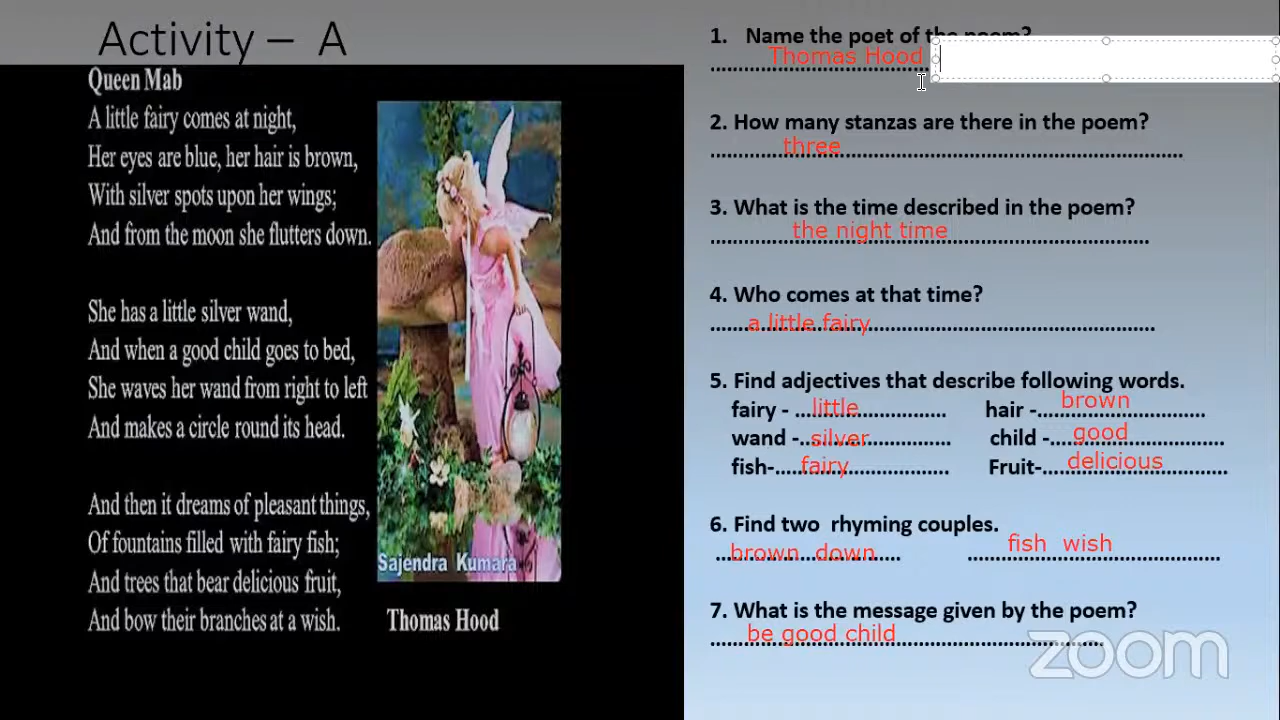 Activity – A
Queen Mab
A little fairy comes at night,
Her eyes are blue, her hair is brown,
With silver spots upon her wings;
And from the moon she flutters down.
She has a little silver wand,
And when a good child goes to bed,
She waves her wand from right to left
And makes a circle round its head.
And then it dreams of pleasant things,
Of fountains filled with fairy fish;
And trees that bear delicious fruit,
And bow their branches at a wish.
Sajendra Kumara
Thomas Hood
1. Name the poet of the poem?
Thomas Hood
2. How many stanzas are there in the poem?
three
3. What is the time described in the poem?
the night time
4. Who comes at that time?
a little fairy
5. Find adjectives that describe following words.
fairy - little hair - brown
wand - silver child - good
fish- fairy Fruit- delicious
6. Find two rhyming couples.
brown down fish wish
7. What is the message given by the poem?
be good child
zoom